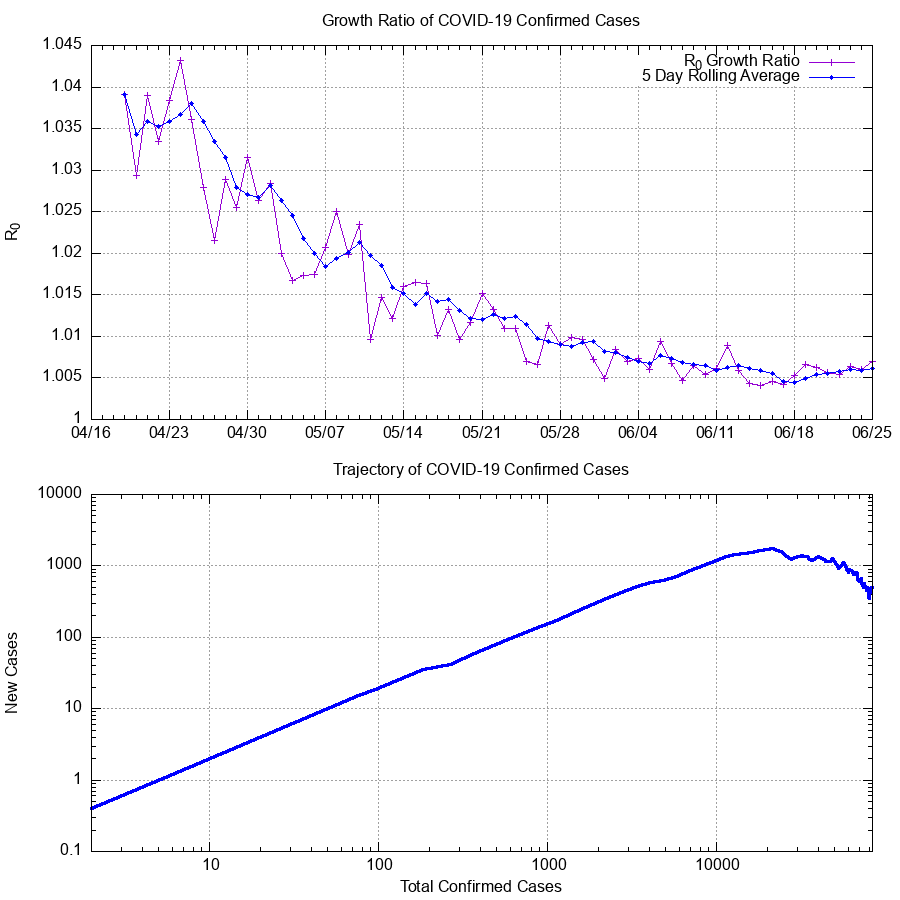 Growth Ratio of COVID-19 Confirmed Cases
1.045
1.04
1.035
1.03
1.025
1.02
1.015
1.01
1.005
1
R0
R0 Growth Ratio
5 Day Rolling Average
04/16 04/23 04/30 05/07 05/14 05/21 05/28 06/04 06/11 06/18 06/25
Trajectory of COVID-19 Confirmed Cases
10000
1000
100
10
1
0.1
New Cases
10 100 1000 10000
Total Confirmed Cases